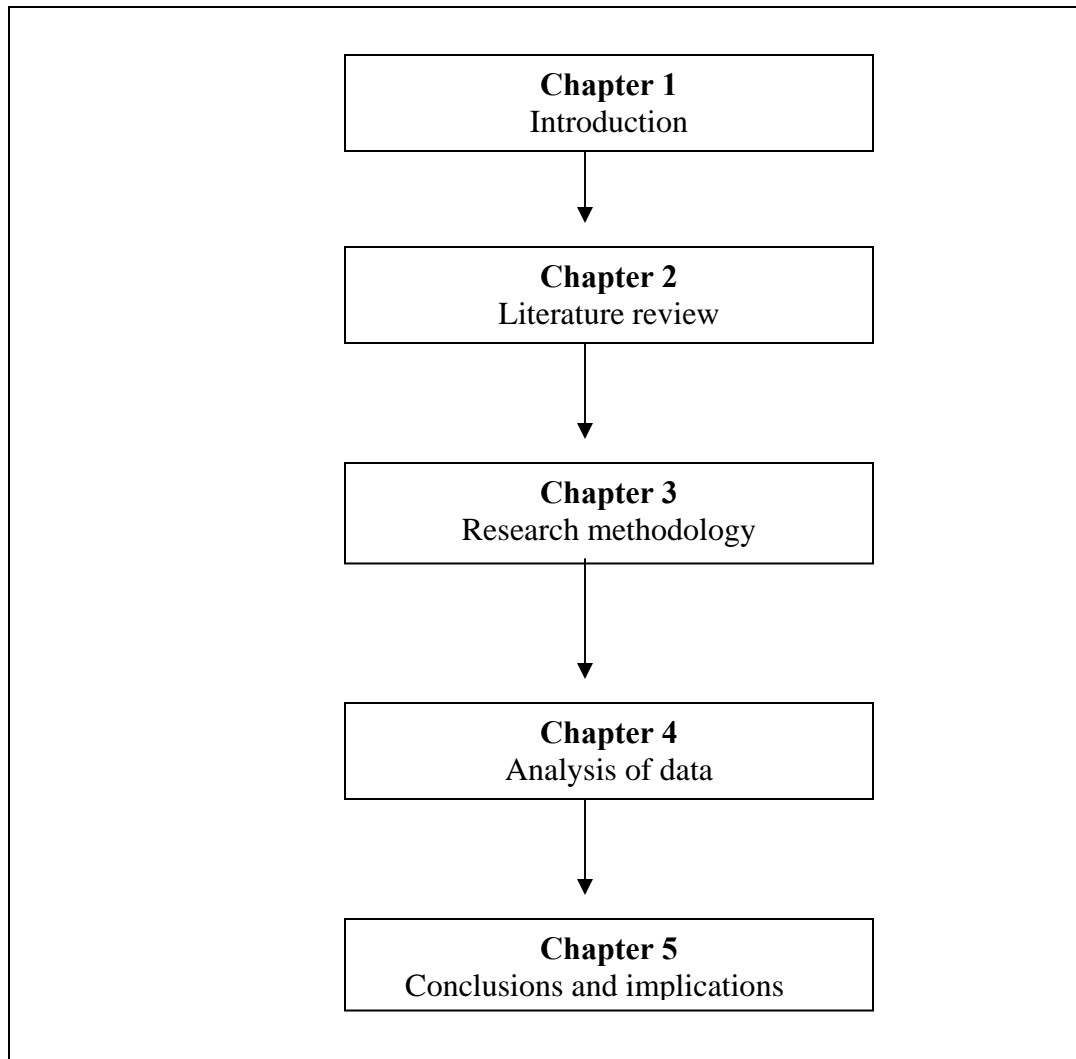 Chapter 1
Introduction
Chapter 2
Literature review
Chapter 3
Research methodology
Chapter 4
Analysis of data
Chapter 5
Conclusions and implications